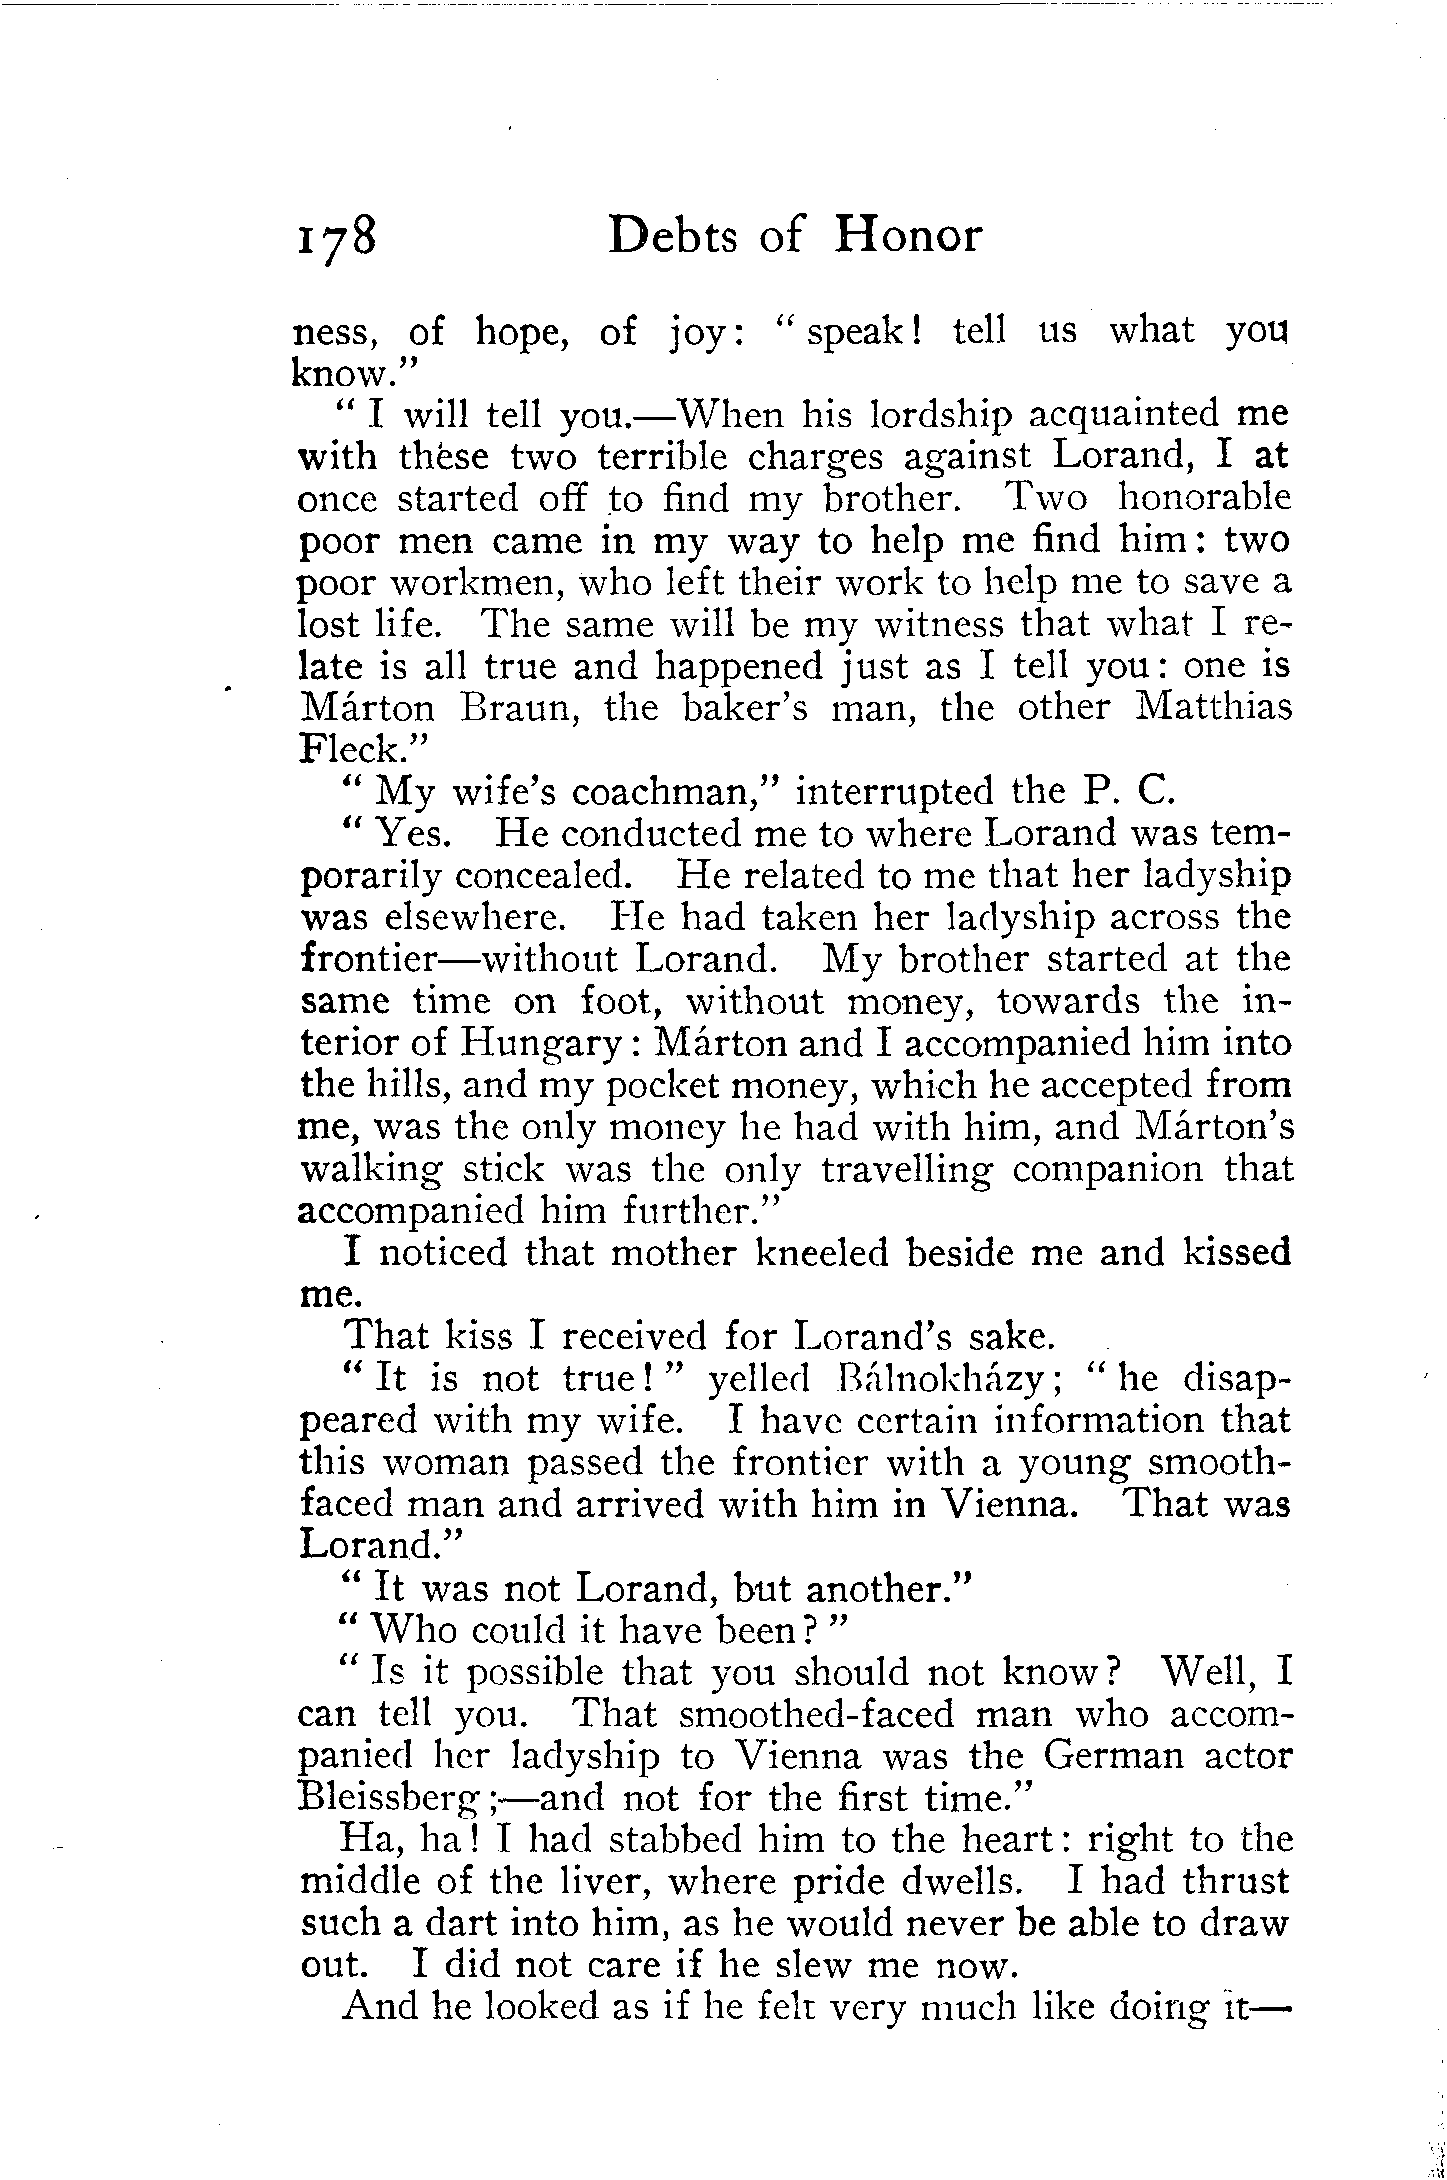 178 Debts of Honor
ness, of hope, of joy: "speak! tell us what you
know."
"I will tell you.—When his lordship acquainted me
with these two terrible charges against Lorand, I at
once started off to find my brother. Two honorable
poor men came in my way to help me find him: two
poor workmen, who left their work to help me to save a
lost life. The same will be my witness that what I re-
late is all true and happened just as I tell you: one is
Márton Braun, the baker's man, the other Matthias
Fleck."
"My wife's coachman," interrupted the P. C.
"Yes. He conducted me to where Lorand was tem-
porarily concealed. He related to me that her ladyship
was elsewhere. He had taken her ladyship across the
frontier—without Lorand. My brother started at the
same time on foot, without money, towards the in-
terior of Hungary: Márton and I accompanied him into
the hills, and my pocket money, which he accepted from
me, was the only money he had with him, and Márton's
walking stick was the only travelling companion that
accompanied him further."
I noticed that mother kneeled beside me and kissed
me.
That kiss I received for Lorand's sake.
"It is not true!" yelled Bálnokházy; "he disap-
peared with my wife. I have certain information that
this woman passed the frontier with a young smooth-
faced man and arrived with him in Vienna. That was
Lorand."
"It was not Lorand, but another."
"Who could it have been?"
"Is it possible that you should not know? Well, I
can tell you. That smoothed-faced man who accom-
panied her ladyship to Vienna was the German actor
Bleissberg;—and not for the first time."
Ha, ha! I had stabbed him to the heart: right to the
middle of the liver, where pride dwells. I had thrust
such a dart into him, as he would never be able to draw
out. I did not care if he slew me now.
And he looked as if he felt very much like doing it—